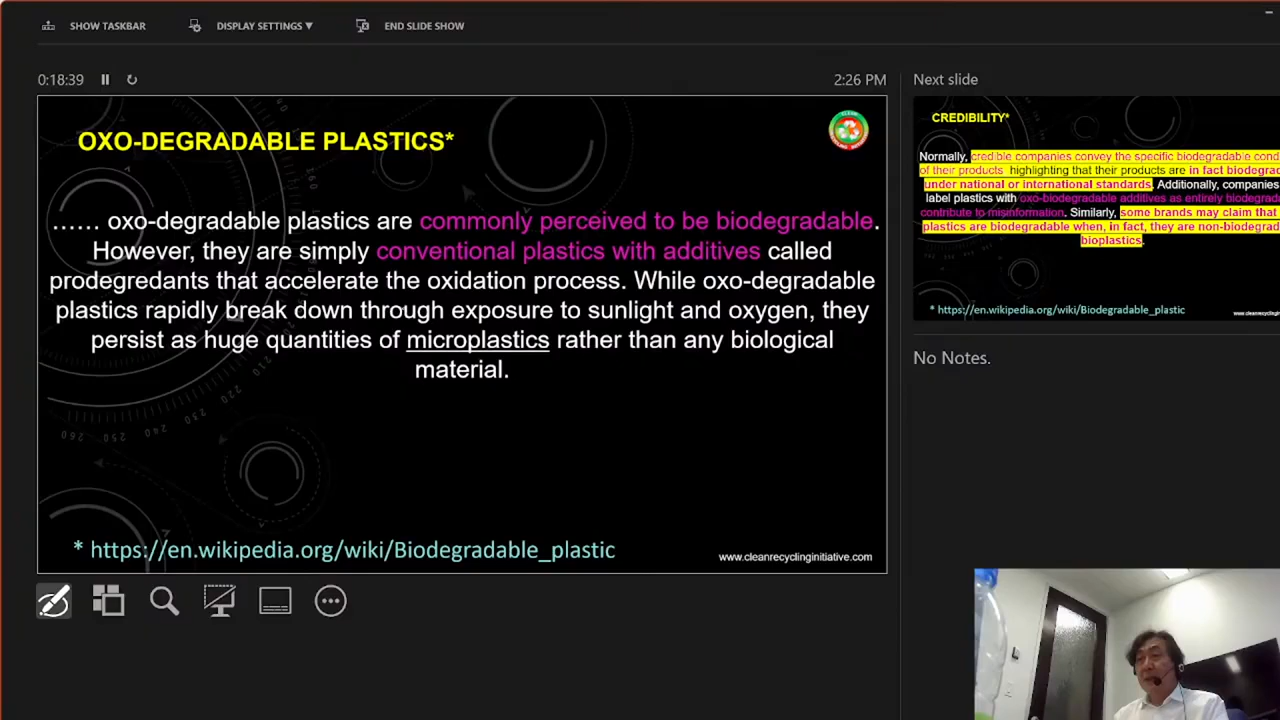 SHOW TASKBAR
DISPLAY SETTINGS ▼
END SLIDE SHOW
0:18:39
2:26 PM
OXO-DEGRADABLE PLASTICS*
…… oxo-degradable plastics are commonly perceived to be biodegradable.
However, they are simply conventional plastics with additives called
prodegredants that accelerate the oxidation process. While oxo-degradable
plastics rapidly break down through exposure to sunlight and oxygen, they
persist as huge quantities of microplastics rather than any biological
material.
* https://en.wikipedia.org/wiki/Biodegradable_plastic
www.cleanrecyclinginitiative.com
Next slide
CREDIBILITY*
Normally, credible companies convey the specific biodegradable cond
of their products highlighting that their products are in fact biodegrad
under national or international standards. Additionally, companies
label plastics with oxo-biodegradable additives as entirely biodegrada
contribute to misinformation. Similarly, some brands may claim that
plastics are biodegradable when, in fact, they are non-biodegrad
bioplastics.
* https://en.wikipedia.org/wiki/Biodegradable_plastic
No Notes.